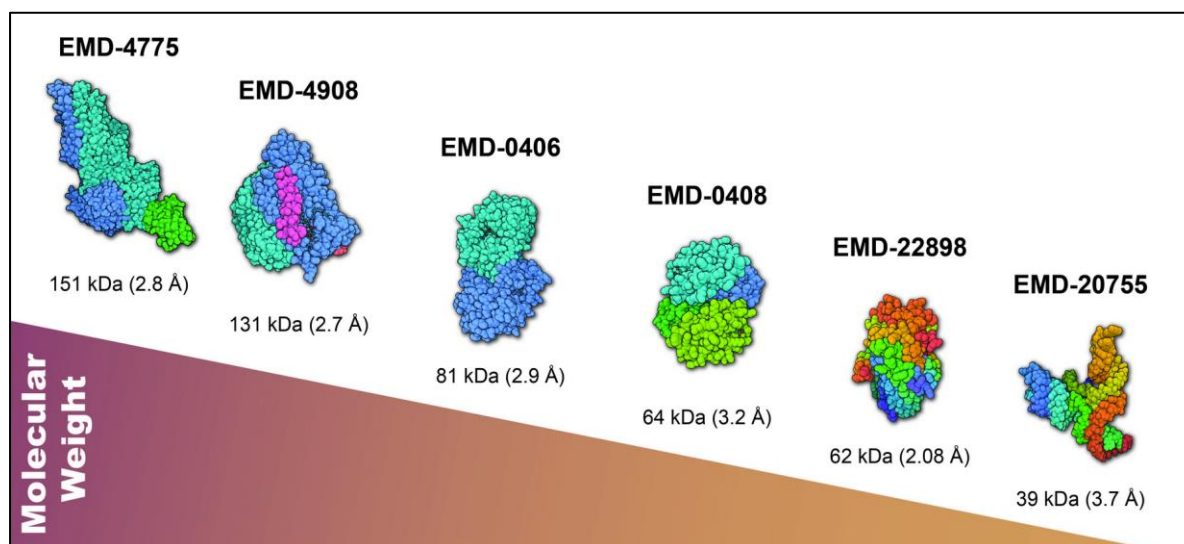 EMD-4775
151 kDa (2.8 Å)
EMD-4908
131 kDa (2.7 Å)
EMD-0406
81 kDa (2.9 Å)
EMD-0408
64 kDa (3.2 Å)
EMD-22898
62 kDa (2.08 Å)
EMD-20755
39 kDa (3.7 Å)
Molecular
Weight